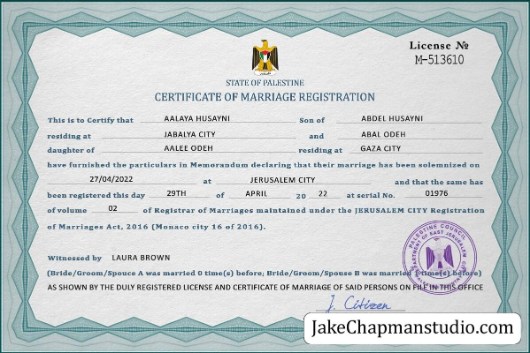 License №
M-513610
STATE OF PALESTINE
CERTIFICATE OF MARRIAGE REGISTRATION
This is to Certify that AALAYA HUSAYNI Son of ABDEL HUSAYNI
residing at JABALYA CITY and ABAL ODEH
daughter of AALEE ODEH residing at GAZA CITY
have furnished the particulars in Memorandum declaring that their marriage has been solemnized on
27/04/2022 at JERUSALEM CITY and that the same has
been registered this day 29TH of APRIL 20 22 at serial No. 01976
of volume 02 of Registrar of Marriages maintained under the JERUSALEM CITY Registration
of Marriages Act, 2016 (Monace city 16 of 2016).
Witnessed by LAURA BROWN
(Bride/Groom/Spouce A was married 0 time(s) before; Bride/Groom/Sponse B was married time(s) before)
AS SHOWN BY THE DULY REGISTERED LICENSE AND CERTIFICATE OF MARRIAGE OF SAID PERSONS ON FILE IN THIS OFFICE
PALESTINE COUNCIL
DEPARTMENT OF EAST JERUSALEM
J. Citizen
JakeChapmanstudio.com